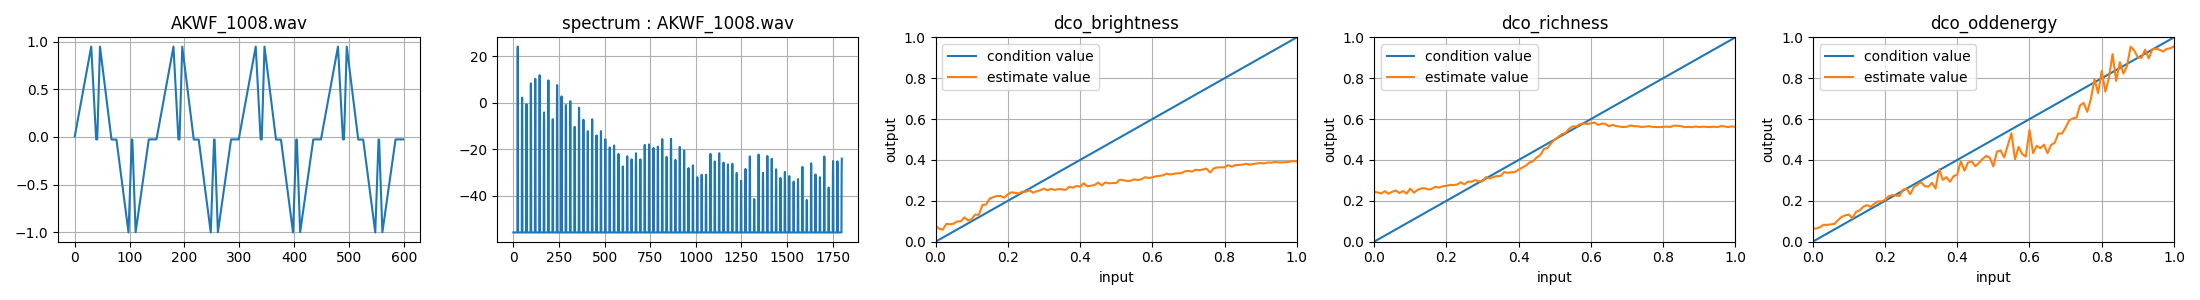 AKWF_1008.wav
1.0
0.5
0.0
−0.5
−1.0
0 100 200 300 400 500 600
spectrum : AKWF_1008.wav
20
0
−20
−40
0 250 500 750 1000 1250 1500 1750
dco_brightness
condition value
estimate value
output
1.0
0.8
0.6
0.4
0.2
0.0
0.0 0.2 0.4 0.6 0.8 1.0
input
dco_richness
condition value
estimate value
output
1.0
0.8
0.6
0.4
0.2
0.0
0.0 0.2 0.4 0.6 0.8 1.0
input
dco_oddenergy
condition value
estimate value
output
1.0
0.8
0.6
0.4
0.2
0.0
0.0 0.2 0.4 0.6 0.8 1.0
input